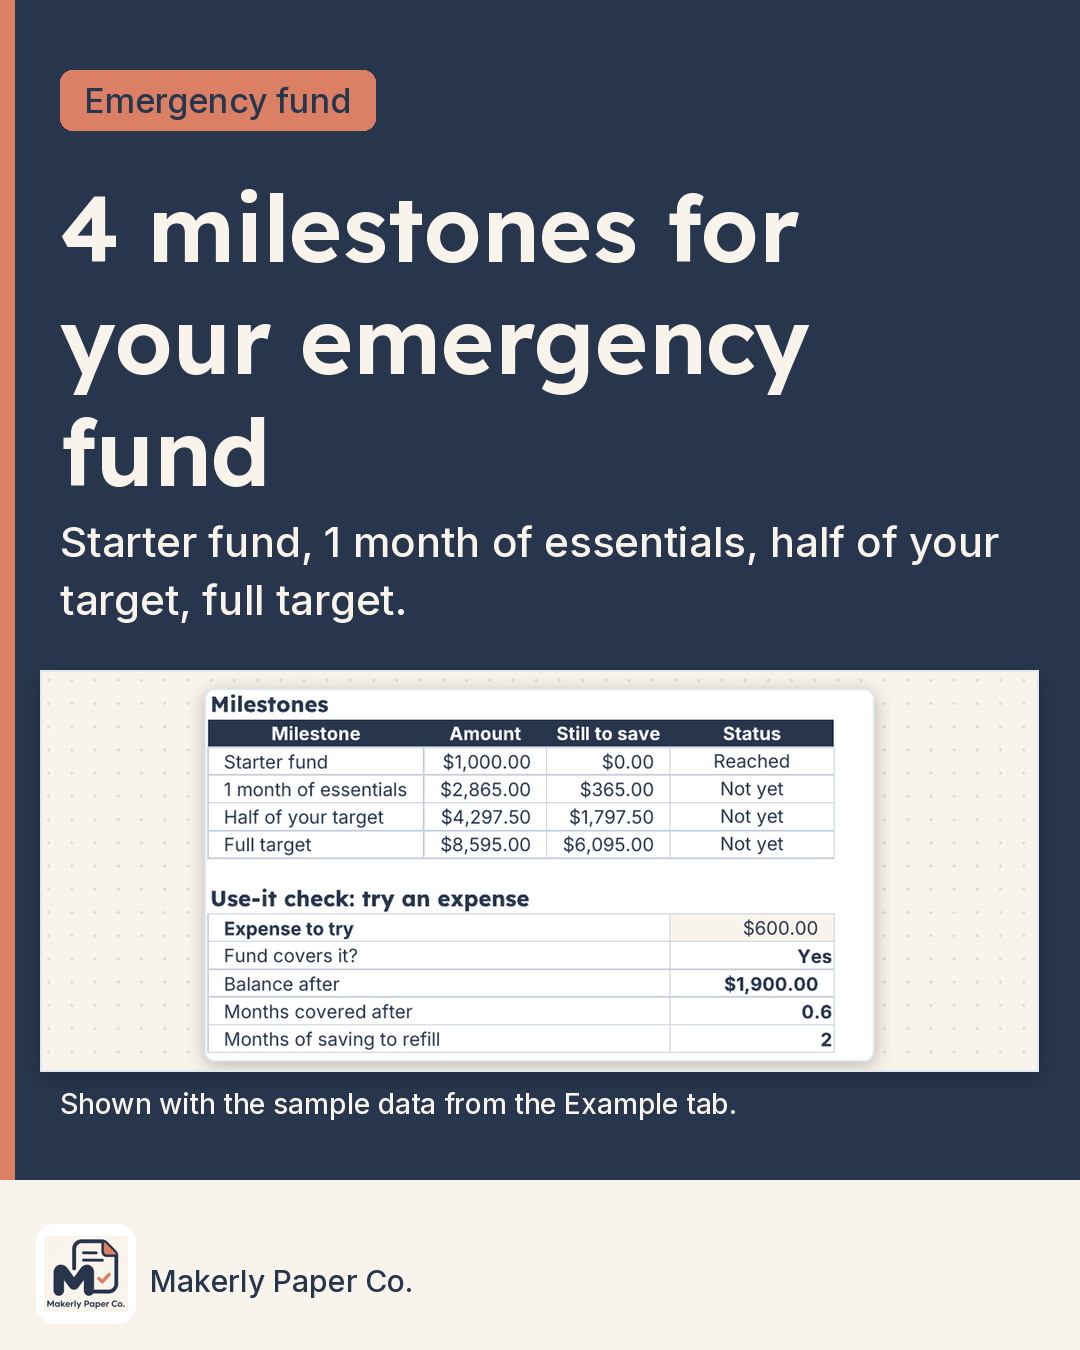 Emergency fund
4 milestones for
your emergency
fund
Starter fund, 1 month of essentials, half of your
target, full target.
Milestones
Milestone Amount Still to save Status
Starter fund $1,000.00 $0.00 Reached
1 month of essentials $2,865.00 $365.00 Not yet
Half of your target $4,297.50 $1,797.50 Not yet
Full target $8,595.00 $6,095.00 Not yet
Use-it check: try an expense
Expense to try $600.00
Fund covers it? Yes
Balance after $1,900.00
Months covered after 0.6
Months of saving to refill 2
Shown with the sample data from the Example tab.
M
Makerly Paper Co.
Makerly Paper Co.